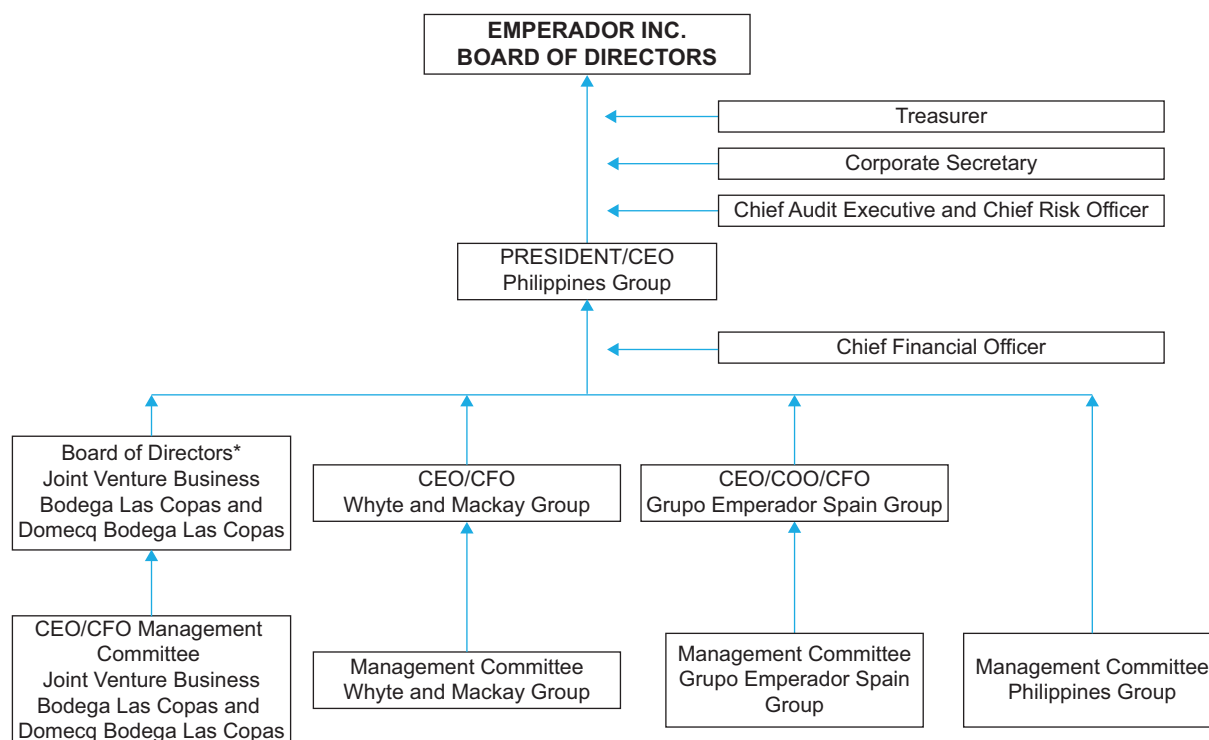 EMPERADOR INC.
BOARD OF DIRECTORS
Treasurer
Corporate Secretary
Chief Audit Executive and Chief Risk Officer
PRESIDENT/CEO
Philippines Group
Chief Financial Officer
Board of Directors*
Joint Venture Business
Bodega Las Copas and
Domecq Bodega Las Copas
CEO/CFO
Whyte and Mackay Group
CEO/COO/CFO
Grupo Emperador Spain Group
CEO/CFO Management
Committee
Joint Venture Business
Bodega Las Copas and
Domecq Bodega Las Copas
Management Committee
Whyte and Mackay Group
Management Committee
Grupo Emperador Spain
Group
Management Committee
Philippines Group